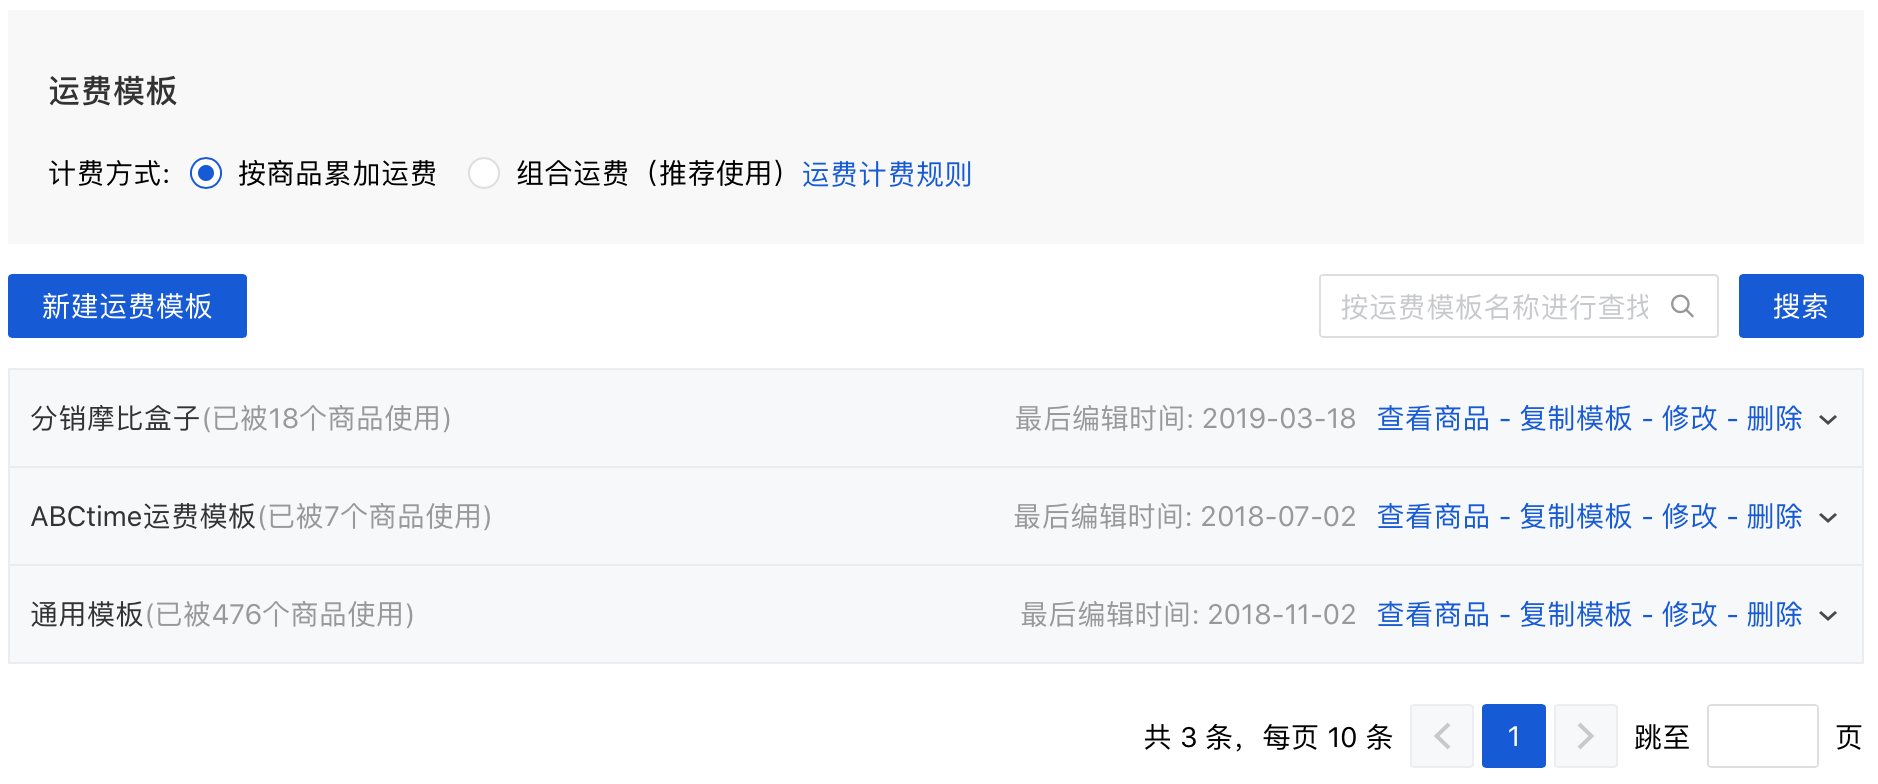 运费模板
计费方式: 按商品累加运费 组合运费（推荐使用）运费计费规则
新建运费模板 按运费模板名称进行查找 搜索
分销摩比盒子(已被18个商品使用) 最后编辑时间: 2019-03-18 查看商品 - 复制模板 - 修改 - 删除
ABCtime运费模板(已被7个商品使用) 最后编辑时间: 2018-07-02 查看商品 - 复制模板 - 修改 - 删除
通用模板(已被476个商品使用) 最后编辑时间: 2018-11-02 查看商品 - 复制模板 - 修改 - 删除
共 3 条，每页 10 条 1 跳至 页